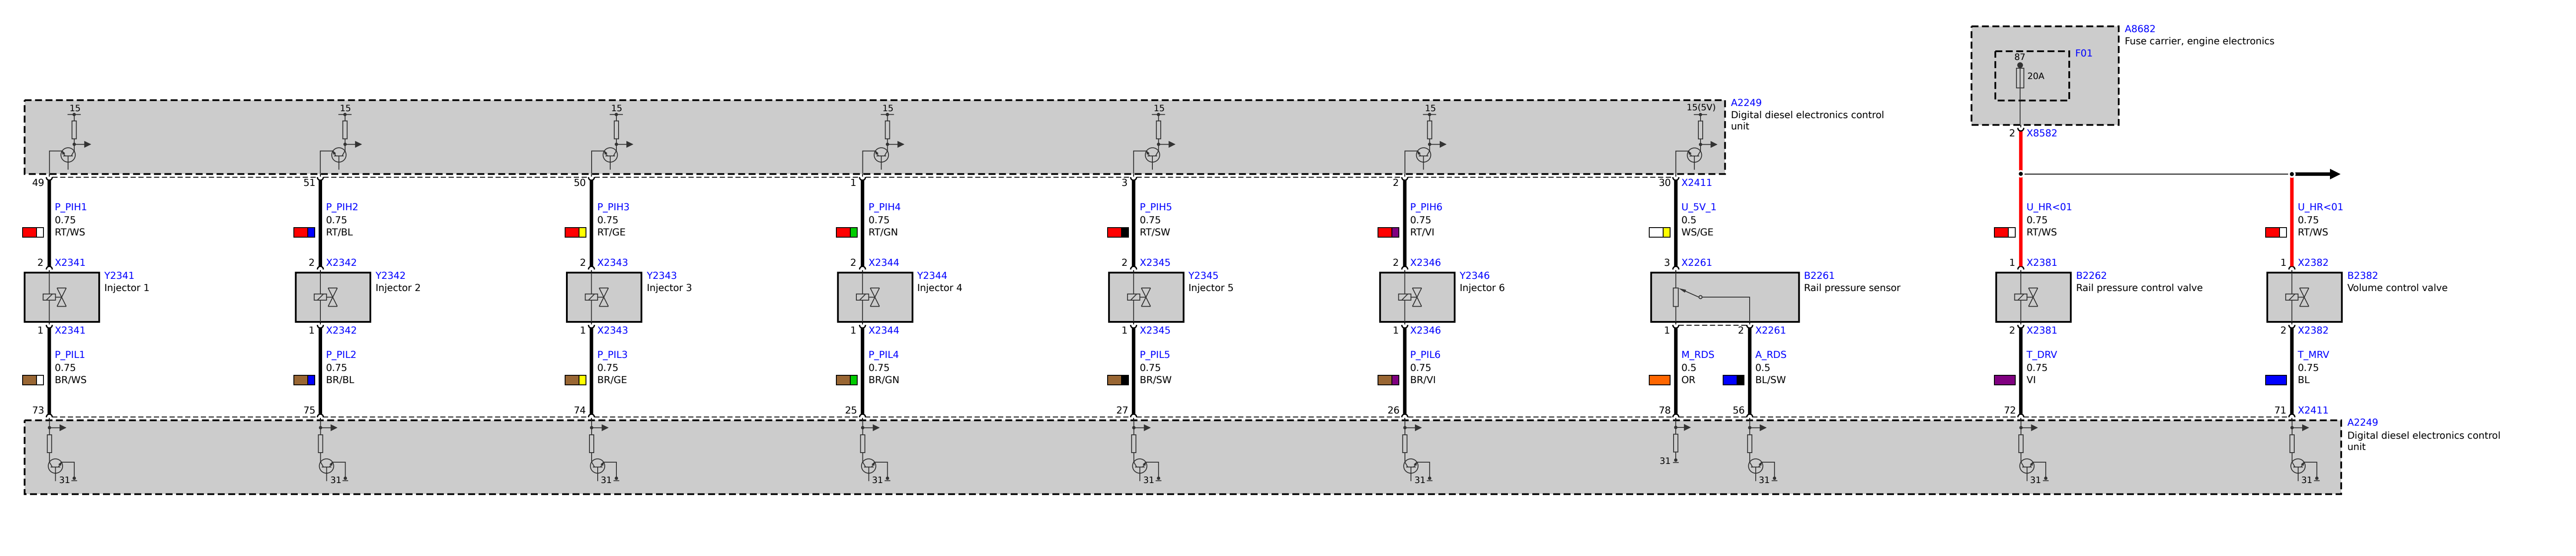 A8682
Fuse carrier, engine electronics
87
F01
20A
15
15
15
15
15
15
15(5V)
A2249
Digital diesel electronics control
unit
2
X8582
49
51
50
1
3
2
30
X2411
P_PIH1
0.75
RT/WS
P_PIH2
0.75
RT/BL
P_PIH3
0.75
RT/GE
P_PIH4
0.75
RT/GN
P_PIH5
0.75
RT/SW
P_PIH6
0.75
RT/VI
U_5V_1
0.5
WS/GE
U_HR<01
0.75
RT/WS
U_HR<01
0.75
RT/WS
2
X2341
2
X2342
2
X2343
2
X2344
2
X2345
2
X2346
3
X2261
1
X2381
1
X2382
Y2341
Injector 1
Y2342
Injector 2
Y2343
Injector 3
Y2344
Injector 4
Y2345
Injector 5
Y2346
Injector 6
B2261
Rail pressure sensor
B2262
Rail pressure control valve
B2382
Volume control valve
1
X2341
1
X2342
1
X2343
1
X2344
1
X2345
1
X2346
1
2
X2261
2
X2381
2
X2382
P_PIL1
0.75
BR/WS
P_PIL2
0.75
BR/BL
P_PIL3
0.75
BR/GE
P_PIL4
0.75
BR/GN
P_PIL5
0.75
BR/SW
P_PIL6
0.75
BR/VI
M_RDS
0.5
OR
A_RDS
0.5
BL/SW
T_DRV
0.75
VI
T_MRV
0.75
BL
73
75
74
25
27
26
78
56
72
71
X2411
A2249
Digital diesel electronics control
unit
31
31
31
31
31
31
31
31
31
31